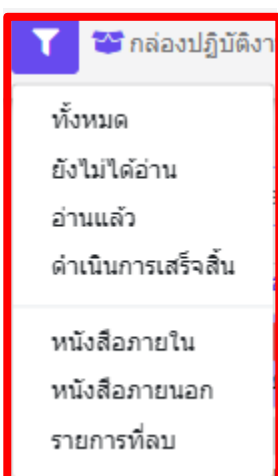 กล่องปฏิบัติงา
ทั้งหมด
ยังไม่ได้อ่าน
อ่านแล้ว
ดำเนินการเสร็จสิ้น
หนังสือภายใน
หนังสือภายนอก
รายการที่ลบ